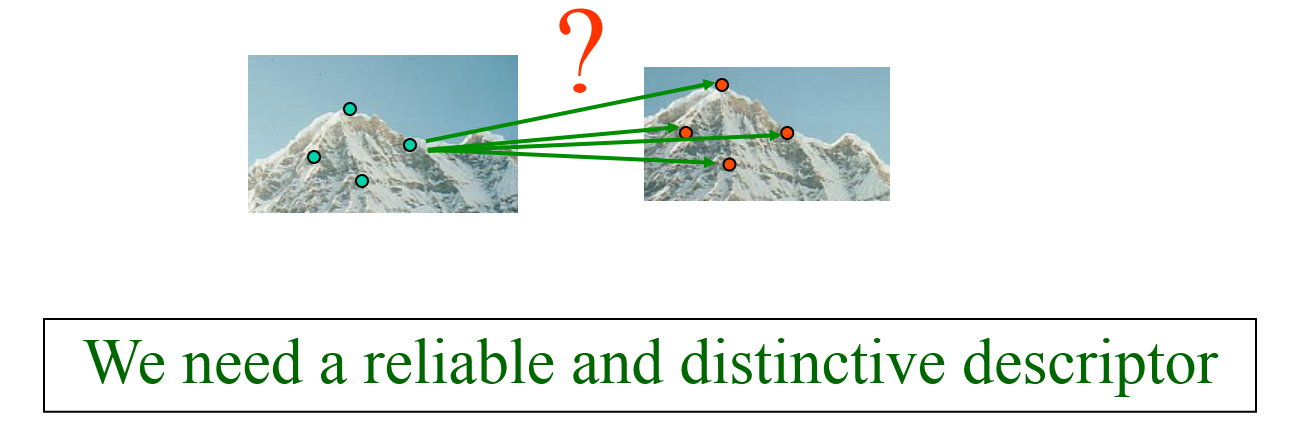 ?
We need a reliable and distinctive descriptor